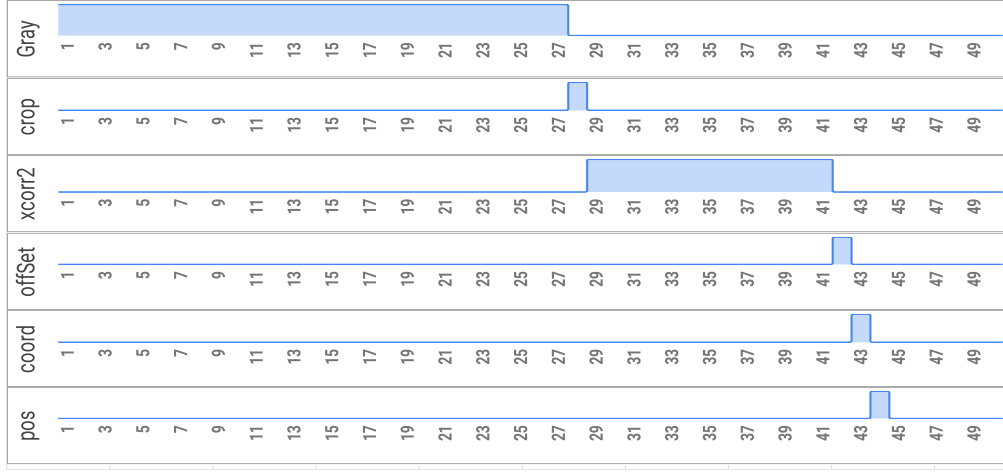 Gray
1 3 5 7 9 11 13 15 17 19 21 23 25 27 29 31 33 35 37 39 41 43 45 47 49
crop
1 3 5 7 9 11 13 15 17 19 21 23 25 27 29 31 33 35 37 39 41 43 45 47 49
xcorr2
1 3 5 7 9 11 13 15 17 19 21 23 25 27 29 31 33 35 37 39 41 43 45 47 49
offSet
1 3 5 7 9 11 13 15 17 19 21 23 25 27 29 31 33 35 37 39 41 43 45 47 49
coord
1 3 5 7 9 11 13 15 17 19 21 23 25 27 29 31 33 35 37 39 41 43 45 47 49
pos
1 3 5 7 9 11 13 15 17 19 21 23 25 27 29 31 33 35 37 39 41 43 45 47 49